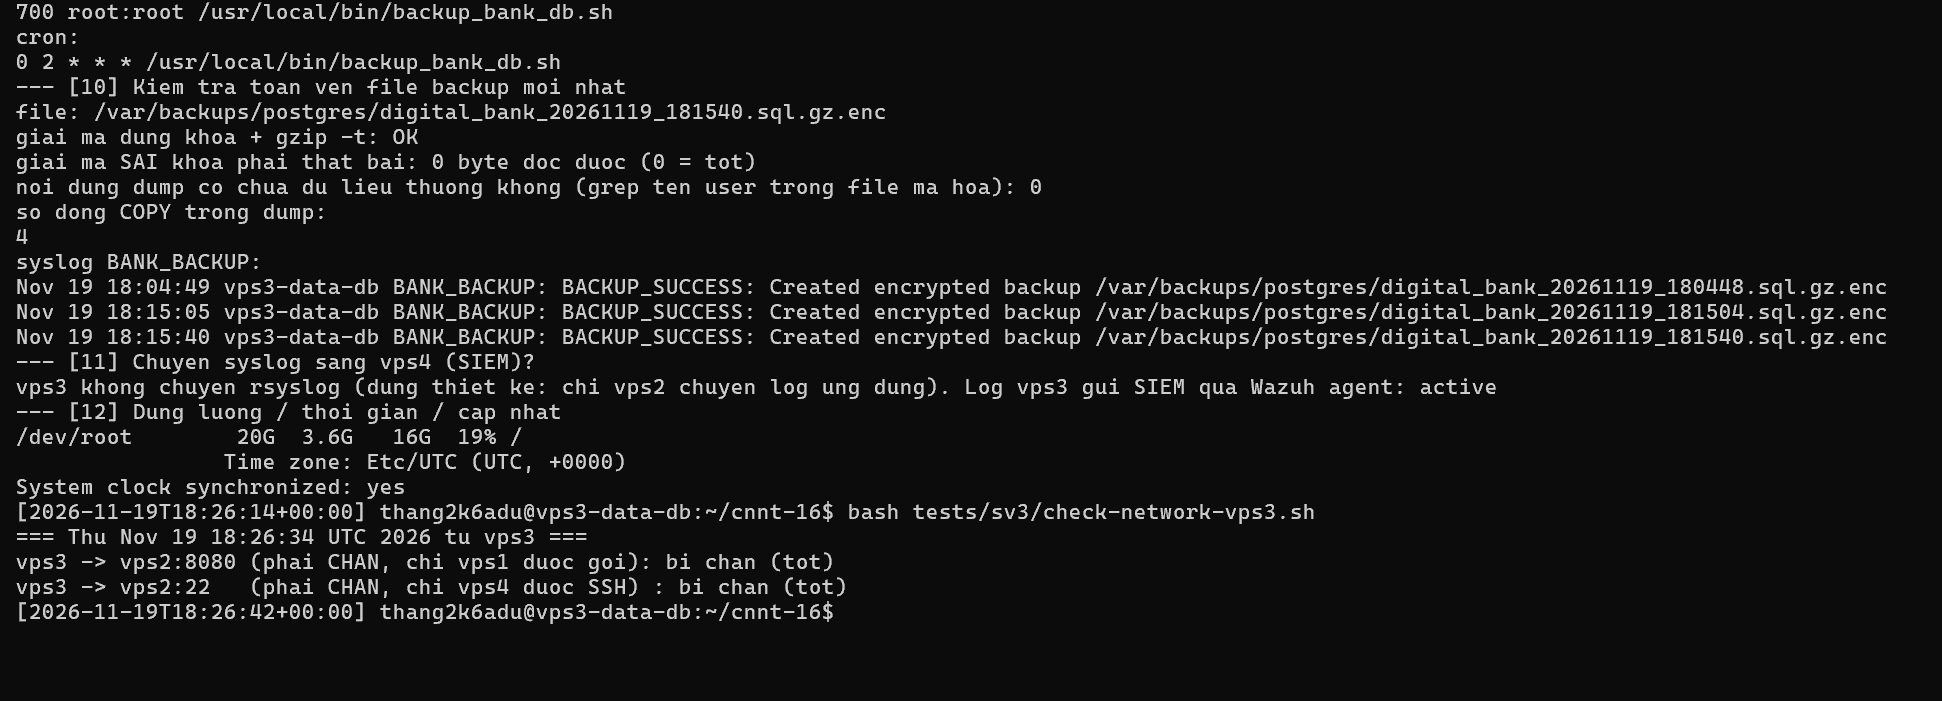 700 root:root /usr/local/bin/backup_bank_db.sh
cron:
0 2 * * * /usr/local/bin/backup_bank_db.sh
--- [10] Kiem tra toan ven file backup moi nhat
file: /var/backups/postgres/digital_bank_20261119_181540.sql.gz.enc
giai ma dung khoa + gzip -t: OK
giai ma SAI khoa phai that bai: 0 byte doc duoc (0 = tot)
noi dung dump co chua du lieu thuong khong (grep ten user trong file ma hoa): 0
so dong COPY trong dump:
4
syslog BANK_BACKUP:
Nov 19 18:04:49 vps3-data-db BANK_BACKUP: BACKUP_SUCCESS: Created encrypted backup /var/backups/postgres/digital_bank_20261119_180448.sql.gz.enc
Nov 19 18:15:05 vps3-data-db BANK_BACKUP: BACKUP_SUCCESS: Created encrypted backup /var/backups/postgres/digital_bank_20261119_181504.sql.gz.enc
Nov 19 18:15:40 vps3-data-db BANK_BACKUP: BACKUP_SUCCESS: Created encrypted backup /var/backups/postgres/digital_bank_20261119_181540.sql.gz.enc
--- [11] Chuyen syslog sang vps4 (SIEM)?
vps3 khong chuyen rsyslog (dung thiet ke: chi vps2 chuyen log ung dung). Log vps3 gui SIEM qua Wazuh agent: active
--- [12] Dung luong / thoi gian / cap nhat
/dev/root        20G  3.6G   16G  19% /
                Time zone: Etc/UTC (UTC, +0000)
System clock synchronized: yes
[2026-11-19T18:26:14+00:00] thang2k6adu@vps3-data-db:~/cnnt-16$ bash tests/sv3/check-network-vps3.sh
=== Thu Nov 19 18:26:34 UTC 2026 tu vps3 ===
vps3 -> vps2:8080 (phai CHAN, chi vps1 duoc goi): bi chan (tot)
vps3 -> vps2:22   (phai CHAN, chi vps4 duoc SSH) : bi chan (tot)
[2026-11-19T18:26:42+00:00] thang2k6adu@vps3-data-db:~/cnnt-16$